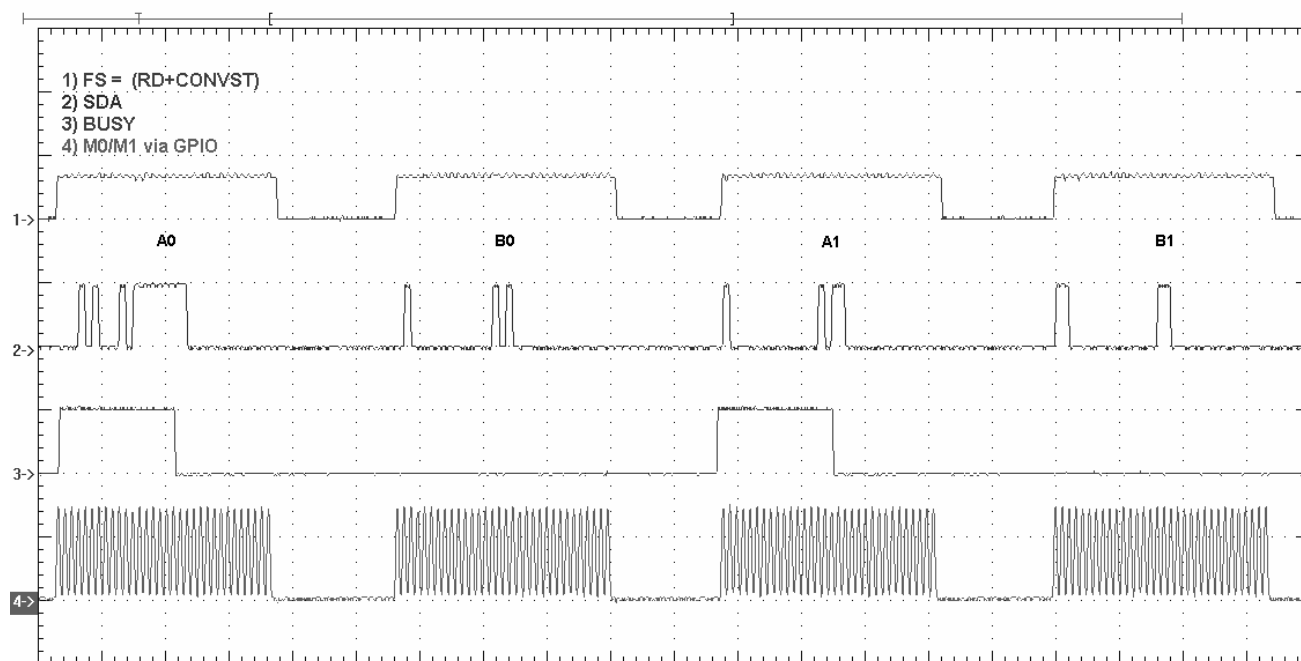 1) FS = (RD+CONVST)
2) SDA
3) BUSY
4) M0/M1 via GPIO
1->
A0 B0 A1 B1
2->
3->
4->